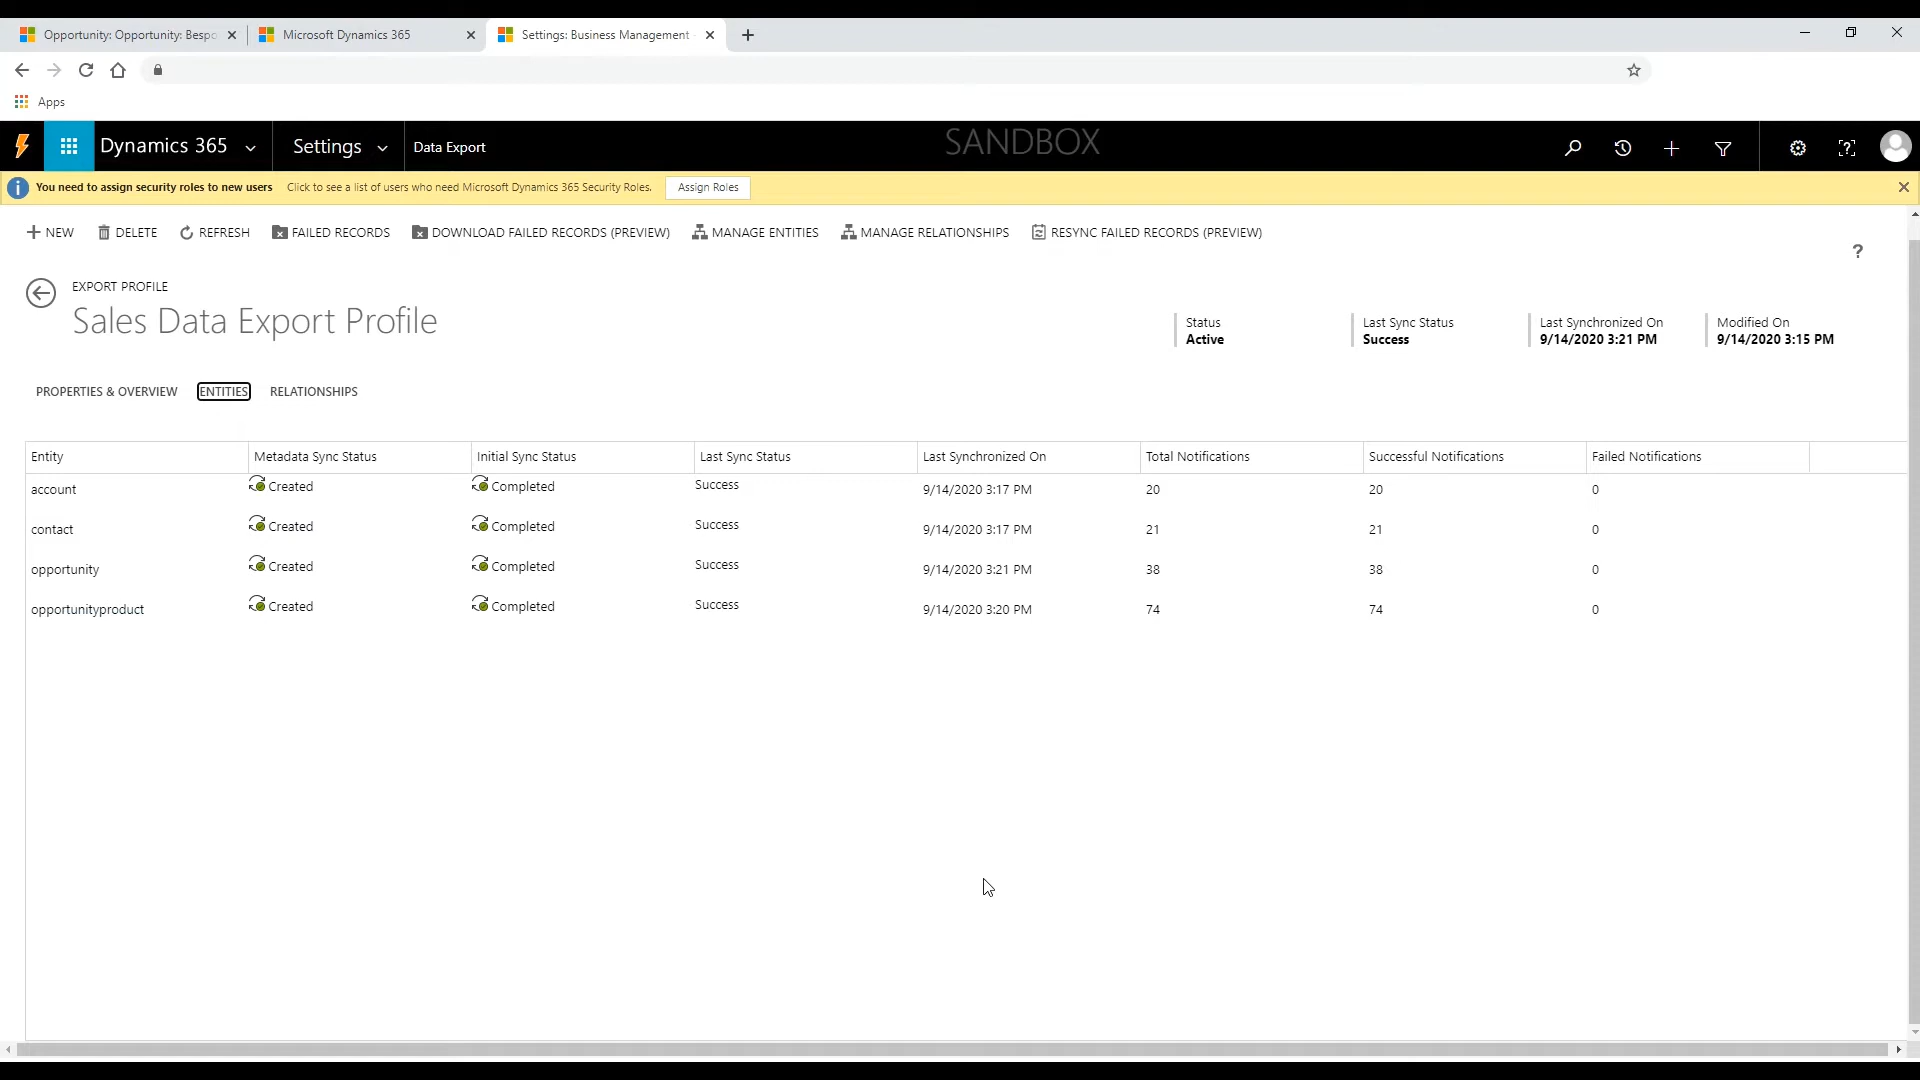 Opportunity: Opportunity: Bespo
Microsoft Dynamics 365
Settings: Business Management
Apps
Dynamics 365
Settings
Data Export
SANDBOX
You need to assign security roles to new users Click to see a list of users who need Microsoft Dynamics 365 Security Roles. Assign Roles
NEW DELETE REFRESH FAILED RECORDS DOWNLOAD FAILED RECORDS (PREVIEW) MANAGE ENTITIES MANAGE RELATIONSHIPS RESYNC FAILED RECORDS (PREVIEW)
?
EXPORT PROFILE
Sales Data Export Profile
Status Last Sync Status Last Synchronized On Modified On
Active Success 9/14/2020 3:21 PM 9/14/2020 3:15 PM
PROPERTIES & OVERVIEW ENTITIES RELATIONSHIPS
Entity Metadata Sync Status Initial Sync Status Last Sync Status Last Synchronized On Total Notifications Successful Notifications Failed Notifications
account Created Completed Success 9/14/2020 3:17 PM 20 20 0
contact Created Completed Success 9/14/2020 3:17 PM 21 21 0
opportunity Created Completed Success 9/14/2020 3:21 PM 38 38 0
opportunityproduct Created Completed Success 9/14/2020 3:20 PM 74 74 0